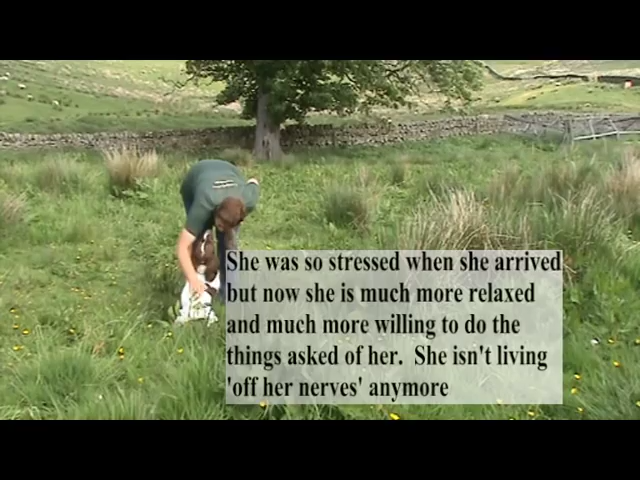 She was so stressed when she arrived
but now she is much more relaxed
and much more willing to do the
things asked of her. She isn't living
'off her nerves' anymore